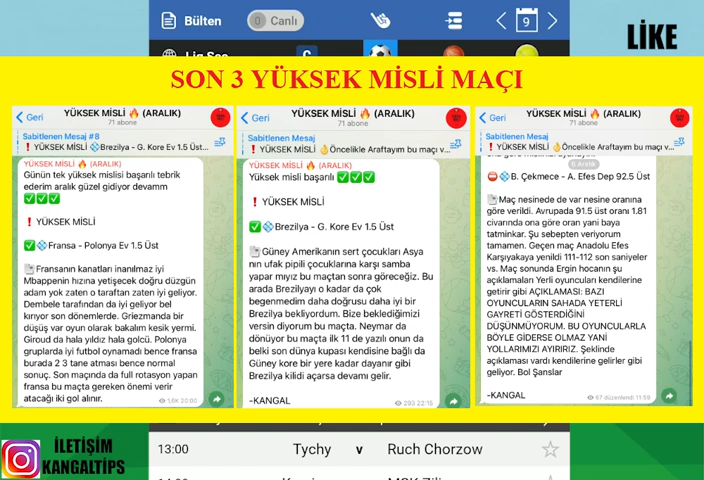 Bülten
0 Canlı
9
LİKE
SON 3 YÜKSEK MİSLİ MAÇI
Geri
YÜKSEK MİSLİ 🔥 (ARALIK)
71 abone
Sabitlenen Mesaj #8
❗ YÜKSEK MİSLİ 💠Brezilya - G. Kore Ev 1.5 Üst...
YÜKSEK MİSLİ 🔥 (ARALIK)
Günün tek yüksek mislisi başarılı tebrik
ederim aralık güzel gidiyor devamm
✅✅✅
❗ YÜKSEK MİSLİ
✅💠Fransa - Polonya Ev 1.5 Üst
Fransanın kanatları inanılmaz iyi
Mbappenin hızına yetişecek doğru düzgün
adam yok zaten o taraftan zaten iyi geliyor.
Dembele tarafından da iyi geliyor bel
kırıyor son dönemlerde. Griezmanda bir
düşüş var oyun olarak bakalım kesik yermi.
Giroud da hala yıldız hala golcü. Polonya
gruplarda iyi futbol oynamadı bence fransa
burada 2 3 tane atması bence normal
sonuç. Son maçında da full rotasyon yapan
fransa bu maçta gereken önemi verir
atacağı iki gol alınır.
1,6K 20:00
Geri
YÜKSEK MİSLİ 🔥 (ARALIK)
71 abone
Sabitlenen Mesaj
❗ YÜKSEK MİSLİ 👌Öncelikle Araftayım bu maçı v...
YÜKSEK MİSLİ 🔥 (ARALIK)
Yüksek misli başarılı ✅✅✅
❗ YÜKSEK MİSLİ
✅💠Brezilya - G. Kore Ev 1.5 Üst
Güney Amerikanın sert çocukları Asya
nın ufak pipili çocuklarına karşı samba
yapar mıyız bu maçtan sonra göreceğiz. Bu
arada Brezilyayı o kadar da çok
begenmedim daha doğrusu daha iyi bir
Brezilya bekliyordum. Bize beklediğimizi
versin diyorum bu maçta. Neymar da
dönüyor bu maçta ilk 11 de yazılı onun da
belki son dünya kupası kendisine bağlı da
Güney kore bir yere kadar dayanır gibi
Brezilya kilidi açarsa devamı gelir.
-KANGAL
293 22:15
Geri
YÜKSEK MİSLİ 🔥 (ARALIK)
71 abone
Sabitlenen Mesaj
❗ YÜKSEK MİSLİ 👌Öncelikle Araftayım bu maçı v...
6 Aralık
⛔💠B. Çekmece - A. Efes Dep 92.5 Üst
Maç nesinede de var nesine oranına
göre verildi. Avrupada 91.5 üst oranı 1.81
civarında ona göre oran yani baya
tatminkar. Şu sebepten veriyorum
tamamen. Geçen maç Anadolu Efes
Karşıyakaya yenildi 111-112 son saniyeler
vs. Maç sonunda Ergin hocanın şu
açıklamaları Yerli oyuncuları kendilerine
getirir gibi AÇIKLAMASI: BAZI
OYUNCULARIN SAHADA YETERLİ
GAYRETİ GÖSTERDİĞİNİ
DÜŞÜNMÜYORUM. BU OYUNCULARLA
BÖYLE GİDERSE OLMAZ YANİ
YOLLARIMIZI AYIRIRIZ. Şeklinde
açıklaması vardı kendilerine gelirler gibi
geliyor. Bol Şanslar
-KANGAL
67 düzenlendi 11:59
İLETİŞİM
KANGALTİPS
13:00 Tychy v Ruch Chorzow